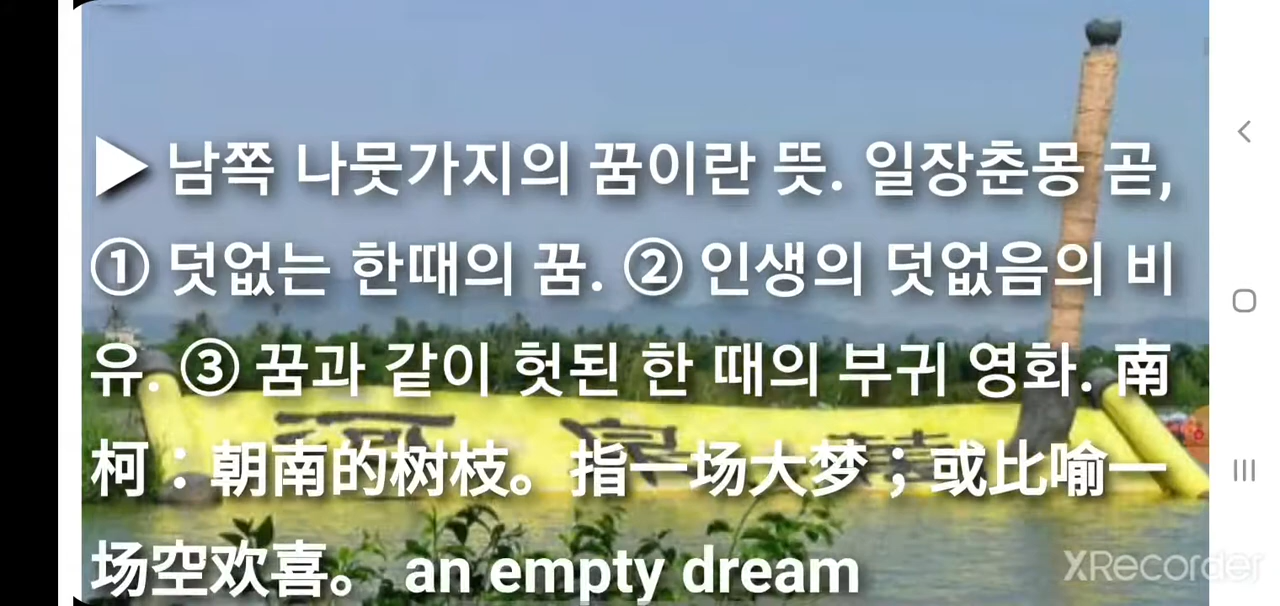 ▶ 남쪽 나뭇가지의 꿈이란 뜻. 일장춘몽 곧,
① 덧없는 한때의 꿈. ② 인생의 덧없음의 비
유. ③ 꿈과 같이 헛된 한 때의 부귀 영화. 南
柯：朝南的树枝。指一场大梦；或比喻一
场空欢喜。 an empty dream
XRecorder